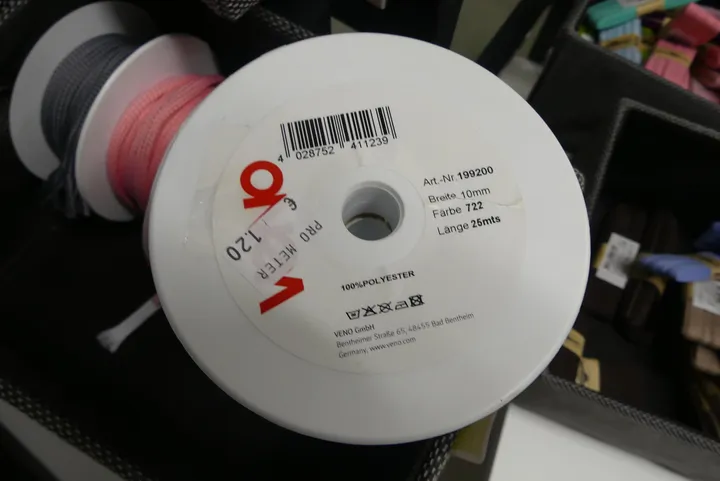 4 028752 411239
Art.-Nr. 199200
Breite 10mm
Farbe 722
Länge 25mts
€ 1.20
PRO METER
100%POLYESTER
VENO GmbH
Bentheimer Straße 65, 48455 Bad Bentheim
Germany, www.veno.com